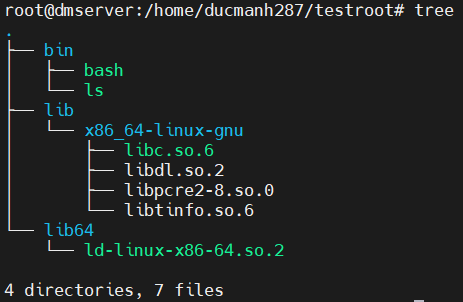 root@dmserver:/home/ducmanh287/testroot# tree
.
├── bin
│   ├── bash
│   └── ls
├── lib
│   └── x86_64-linux-gnu
│       ├── libc.so.6
│       ├── libdl.so.2
│       ├── libpcre2-8.so.0
│       └── libtinfo.so.6
└── lib64
    └── ld-linux-x86-64.so.2

4 directories, 7 files